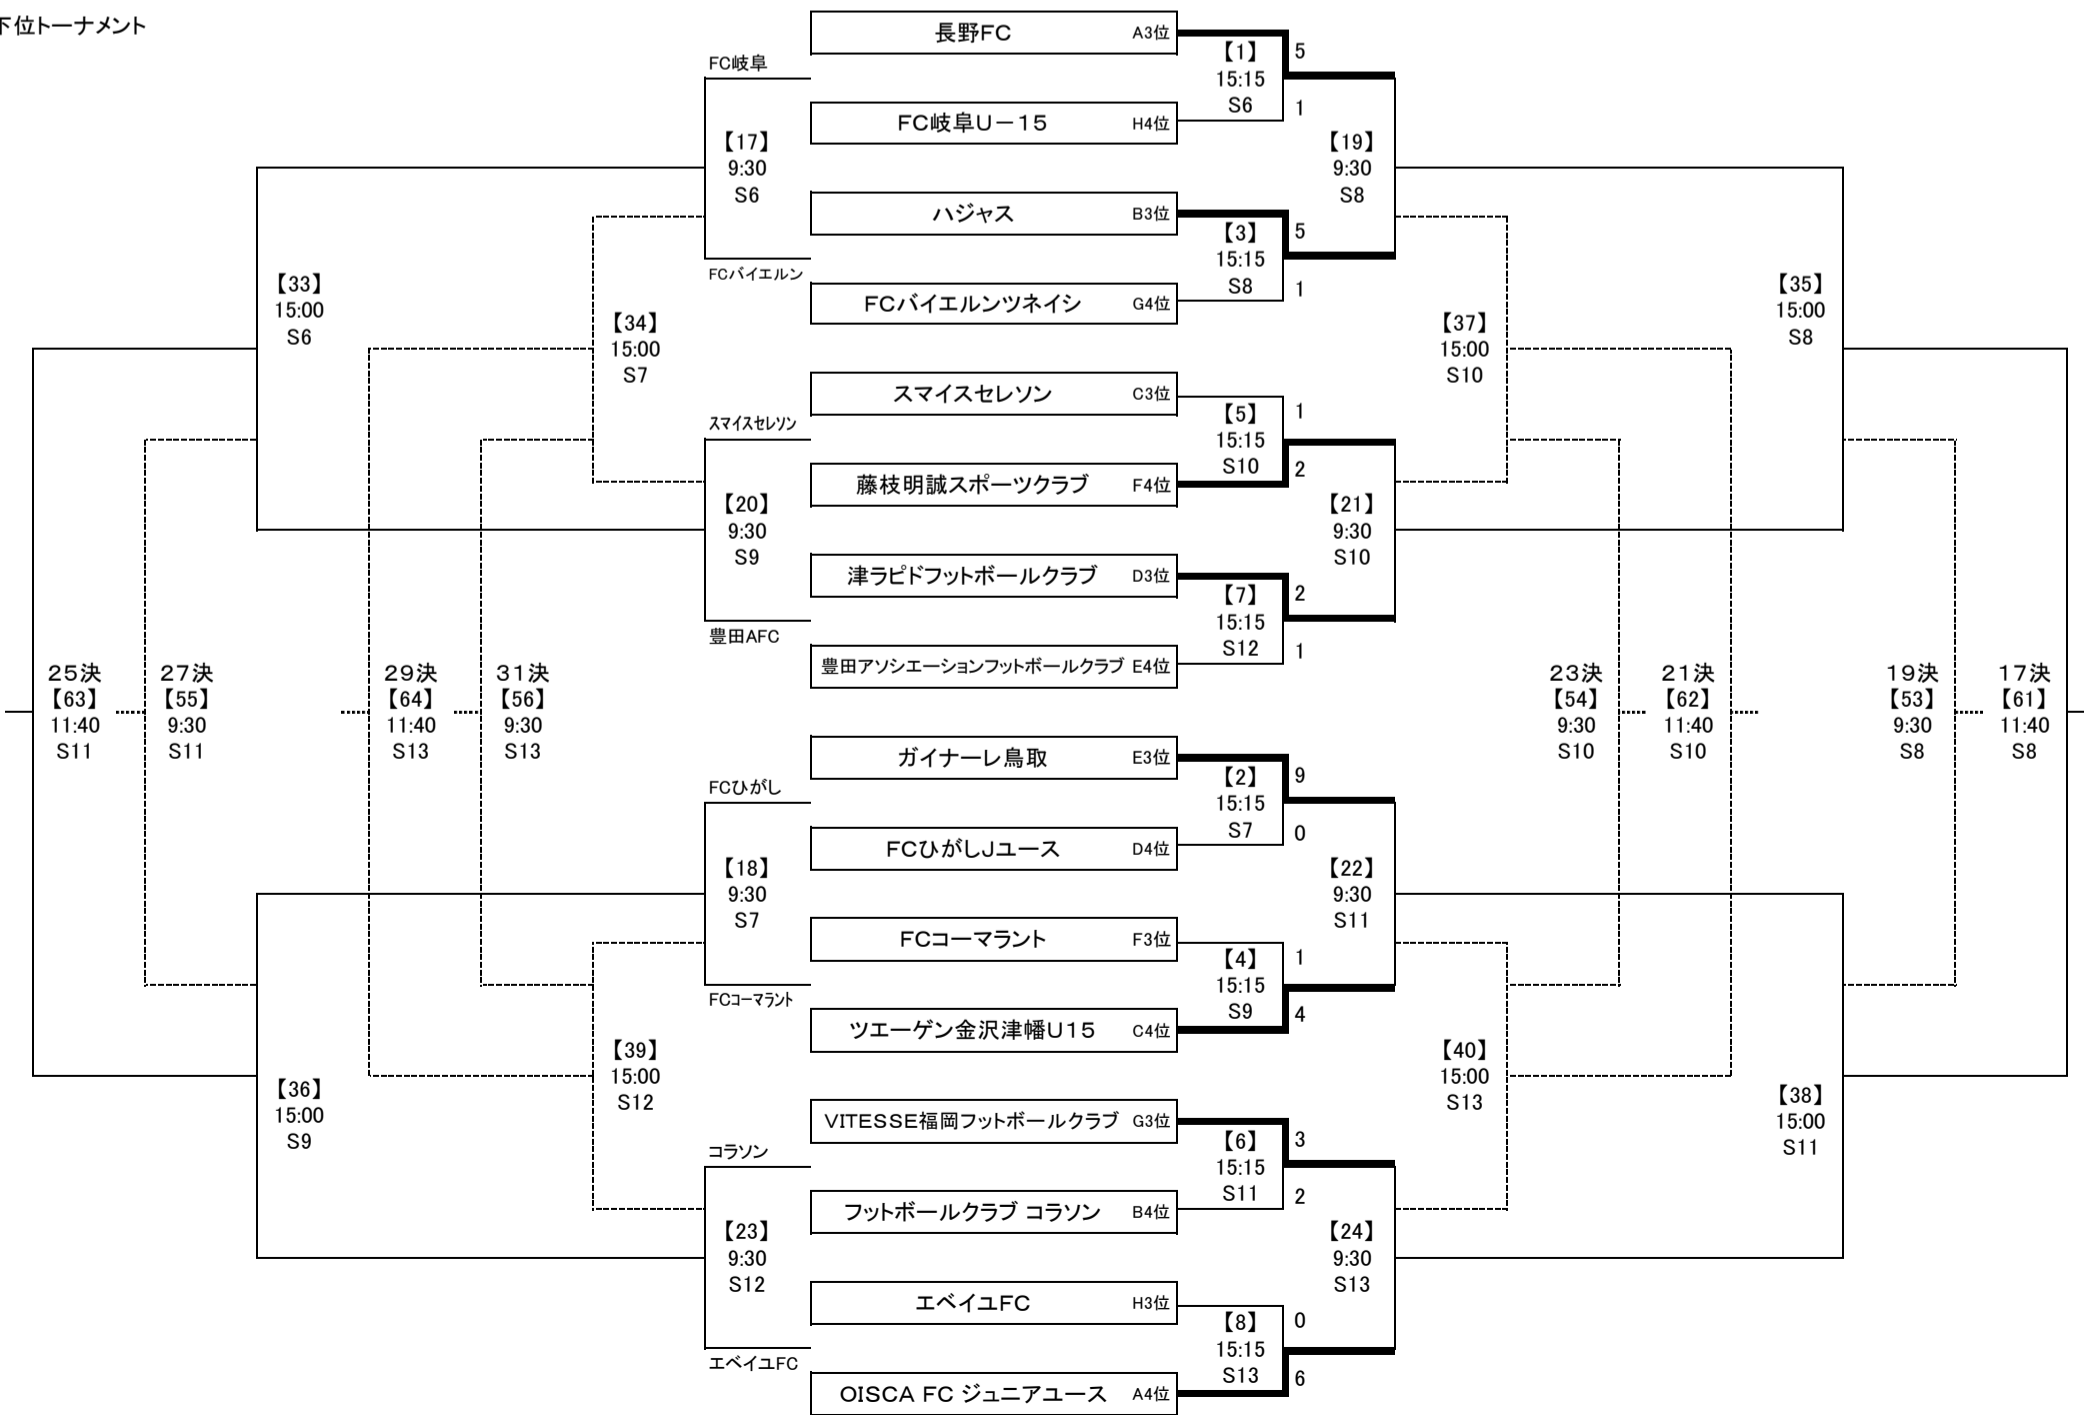 下位トーナメント
長野FC A3位
【1】
15:15
S6
5
1
FC岐阜U－15 H4位
ハジャス B3位
【3】
15:15
S8
5
1
FCバイエルンツネイシ G4位
スマイスセレソン C3位
【5】
15:15
S10
1
2
藤枝明誠スポーツクラブ F4位
津ラピドフットボールクラブ D3位
【7】
15:15
S12
2
1
豊田アソシエーションフットボールクラブ E4位
ガイナーレ鳥取 E3位
【2】
15:15
S7
9
0
FCひがしJユース D4位
FCコーマラント F3位
【4】
15:15
S9
1
4
ツエーゲン金沢津幡U15 C4位
VITESSE福岡フットボールクラブ G3位
【6】
15:15
S11
3
2
フットボールクラブ コラソン B4位
エベイユFC H3位
【8】
15:15
S13
0
6
OISCA FC ジュニアユース A4位
FC岐阜
【17】
9:30
S6
FCバイエルン
スマイスセレソン
【20】
9:30
S9
豊田AFC
FCひがし
【18】
9:30
S7
FCコーマラント
コラソン
【23】
9:30
S12
エベイユFC
【33】
15:00
S6
【34】
15:00
S7
【36】
15:00
S9
【39】
15:00
S12
25決
【63】
11:40
S11
27決
【55】
9:30
S11
29決
【64】
11:40
S13
31決
【56】
9:30
S13
【19】
9:30
S8
【21】
9:30
S10
【22】
9:30
S11
【24】
9:30
S13
【37】
15:00
S10
【35】
15:00
S8
【40】
15:00
S13
【38】
15:00
S11
23決
【54】
9:30
S10
21決
【62】
11:40
S10
19決
【53】
9:30
S8
17決
【61】
11:40
S8